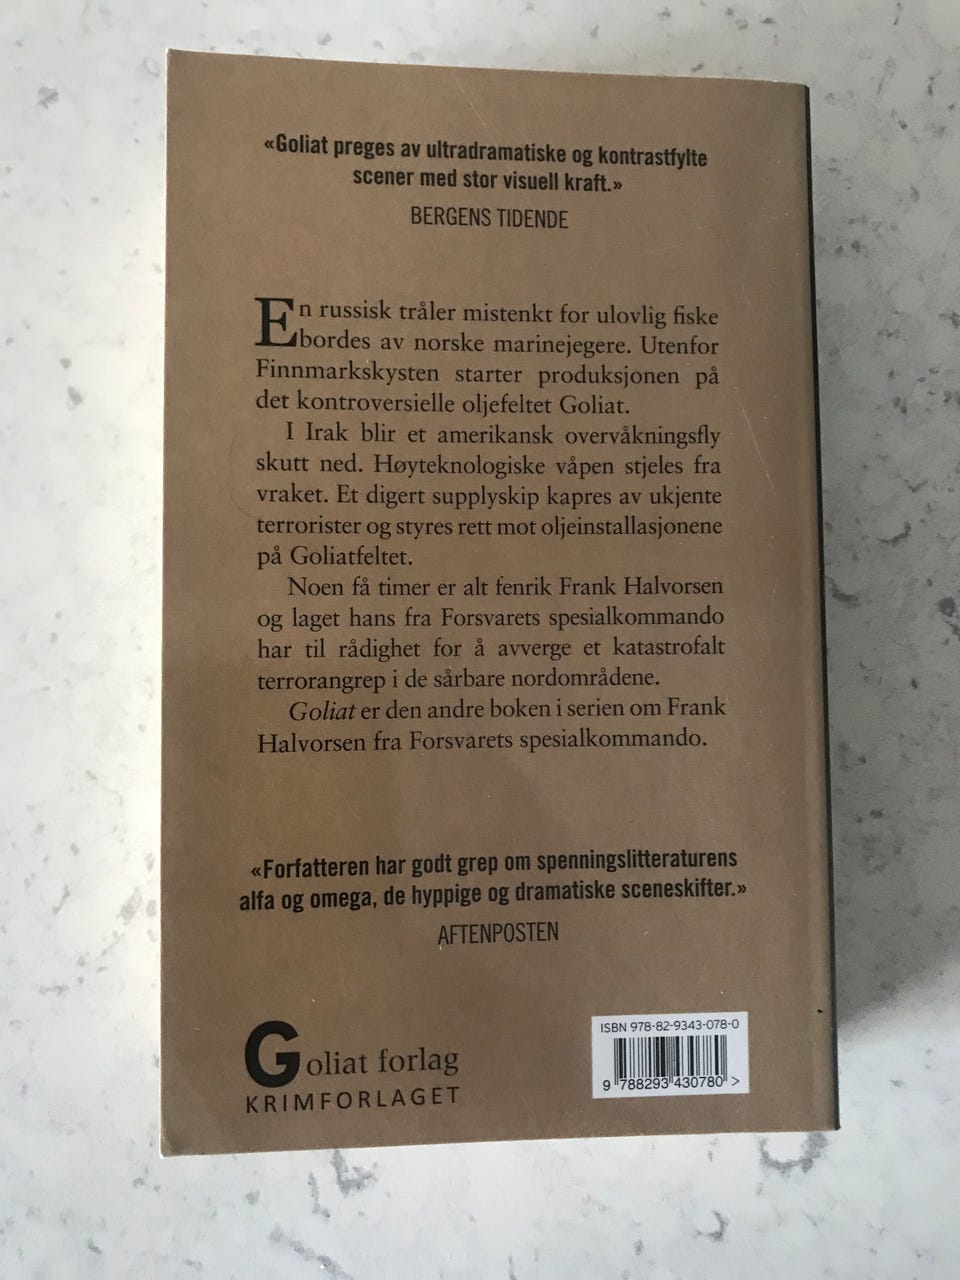 «Goliat preges av ultradramatiske og kontrastfylte
scener med stor visuell kraft.»
BERGENS TIDENDE
En russisk tråler mistenkt for ulovlig fiske
bordes av norske marinejegere. Utenfor
Finnmarkskysten starter produksjonen på
det kontroversielle oljefeltet Goliat.
I Irak blir et amerikansk overvåkningsfly
skutt ned. Høyteknologiske våpen stjeles fra
vraket. Et digert supplyskip kapres av ukjente
terrorister og styres rett mot oljeinstallasjonene
på Goliatfeltet.
Noen få timer er alt fenrik Frank Halvorsen
og laget hans fra Forsvarets spesialkommando
har til rådighet for å avverge et katastrofalt
terrorangrep i de sårbare nordområdene.
Goliat er den andre boken i serien om Frank
Halvorsen fra Forsvarets spesialkommando.
«Forfatteren har godt grep om spenningslitteraturens
alfa og omega, de hyppige og dramatiske sceneskifter.»
AFTENPOSTEN
Goliat forlag
KRIMFORLAGET
ISBN 978-82-9343-078-0
9 788293 430780 >